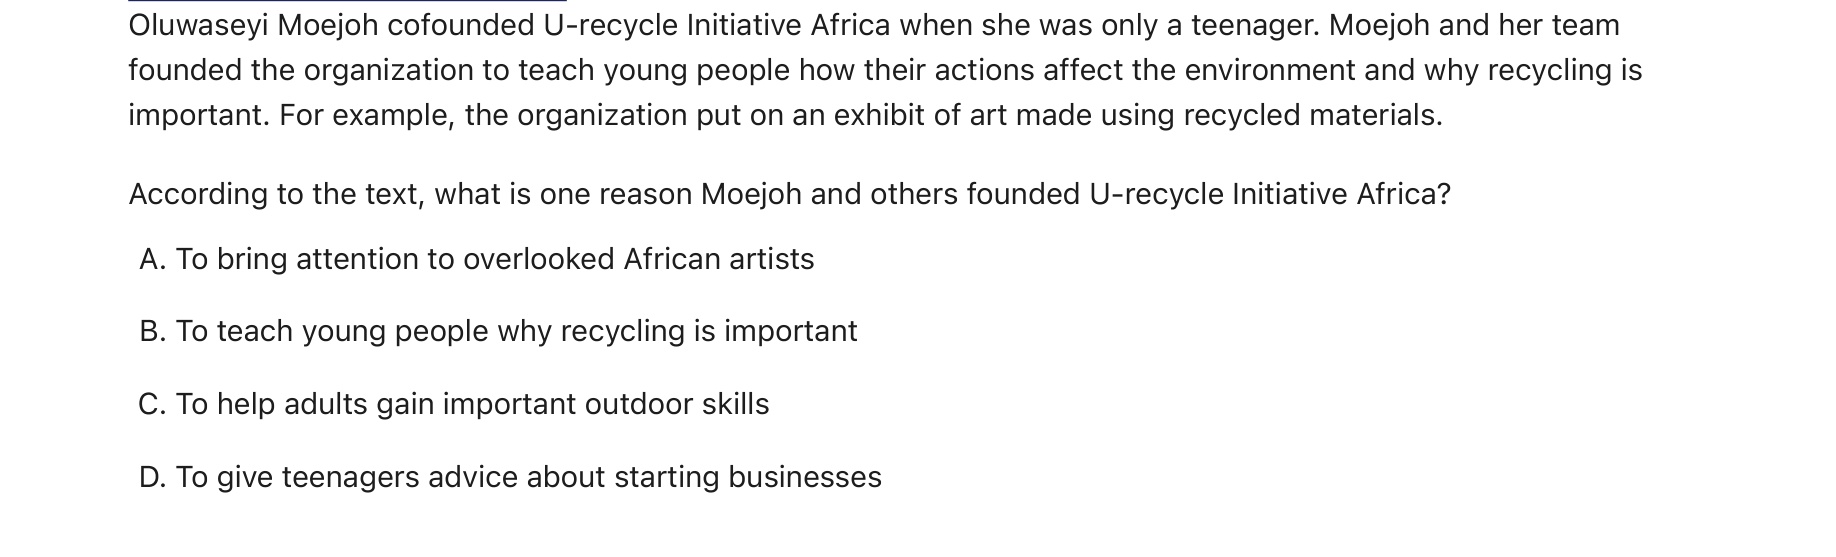 Oluwaseyi Moejoh cofounded U-recycle Initiative Africa when she was only a teenager. Moejoh and her team
founded the organization to teach young people how their actions affect the environment and why recycling is
important. For example, the organization put on an exhibit of art made using recycled materials.
According to the text, what is one reason Moejoh and others founded U-recycle Initiative Africa?
A. To bring attention to overlooked African artists
B. To teach young people why recycling is important
C. To help adults gain important outdoor skills
D. To give teenagers advice about starting businesses